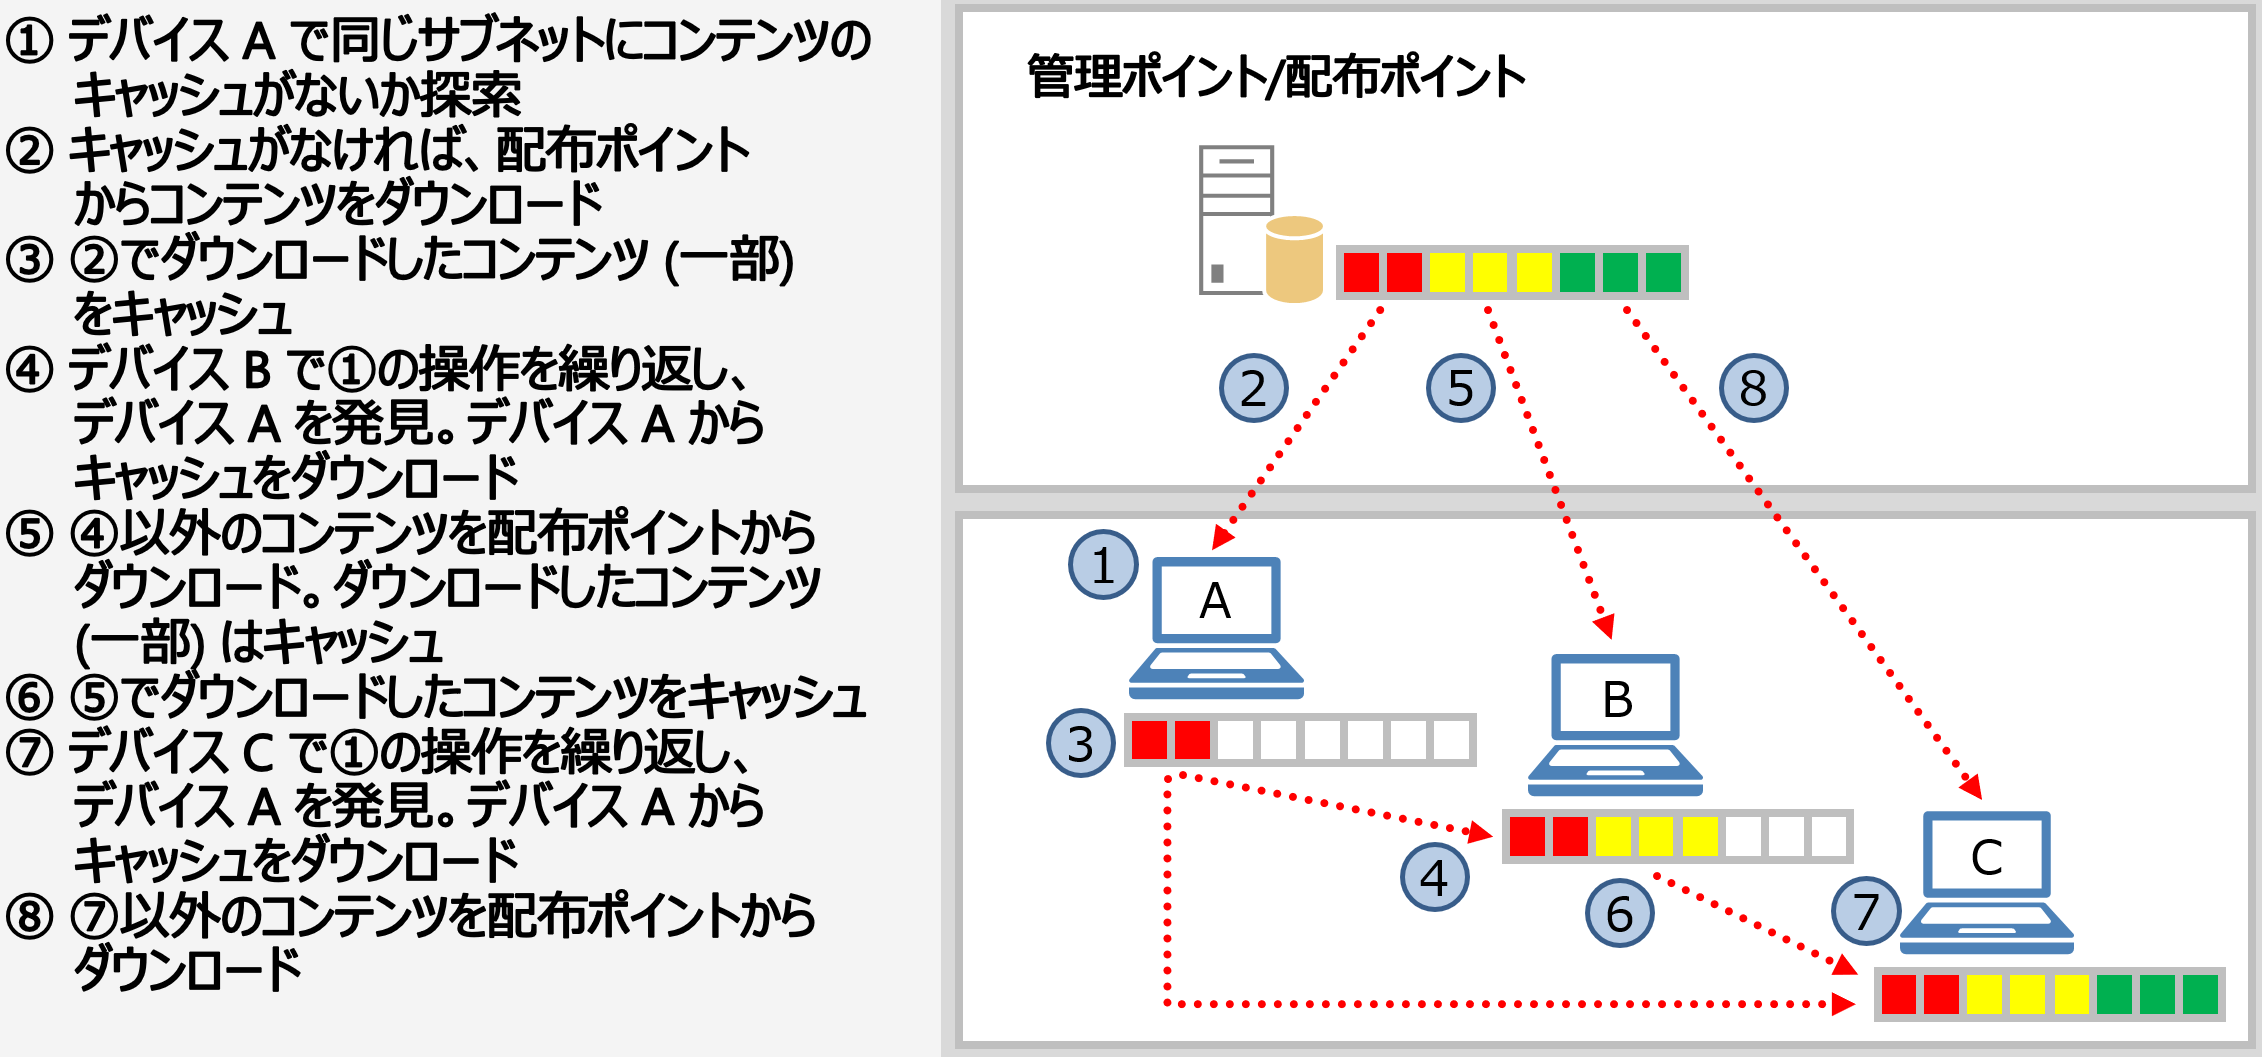 ① デバイス A で同じサブネットにコンテンツの
キャッシュがないか探索
② キャッシュがなければ、配布ポイント
からコンテンツをダウンロード
③ ②でダウンロードしたコンテンツ (一部)
をキャッシュ
④ デバイス B で①の操作を繰り返し、
デバイス A を発見。デバイス A から
キャッシュをダウンロード
⑤ ④以外のコンテンツを配布ポイントから
ダウンロード。ダウンロードしたコンテンツ
(一部) はキャッシュ
⑥ ⑤でダウンロードしたコンテンツをキャッシュ
⑦ デバイス C で①の操作を繰り返し、
デバイス A を発見。デバイス A から
キャッシュをダウンロード
⑧ ⑦以外のコンテンツを配布ポイントから
ダウンロード
管理ポイント/配布ポイント
2
5
8
1
A
B
3
C
4
6
7